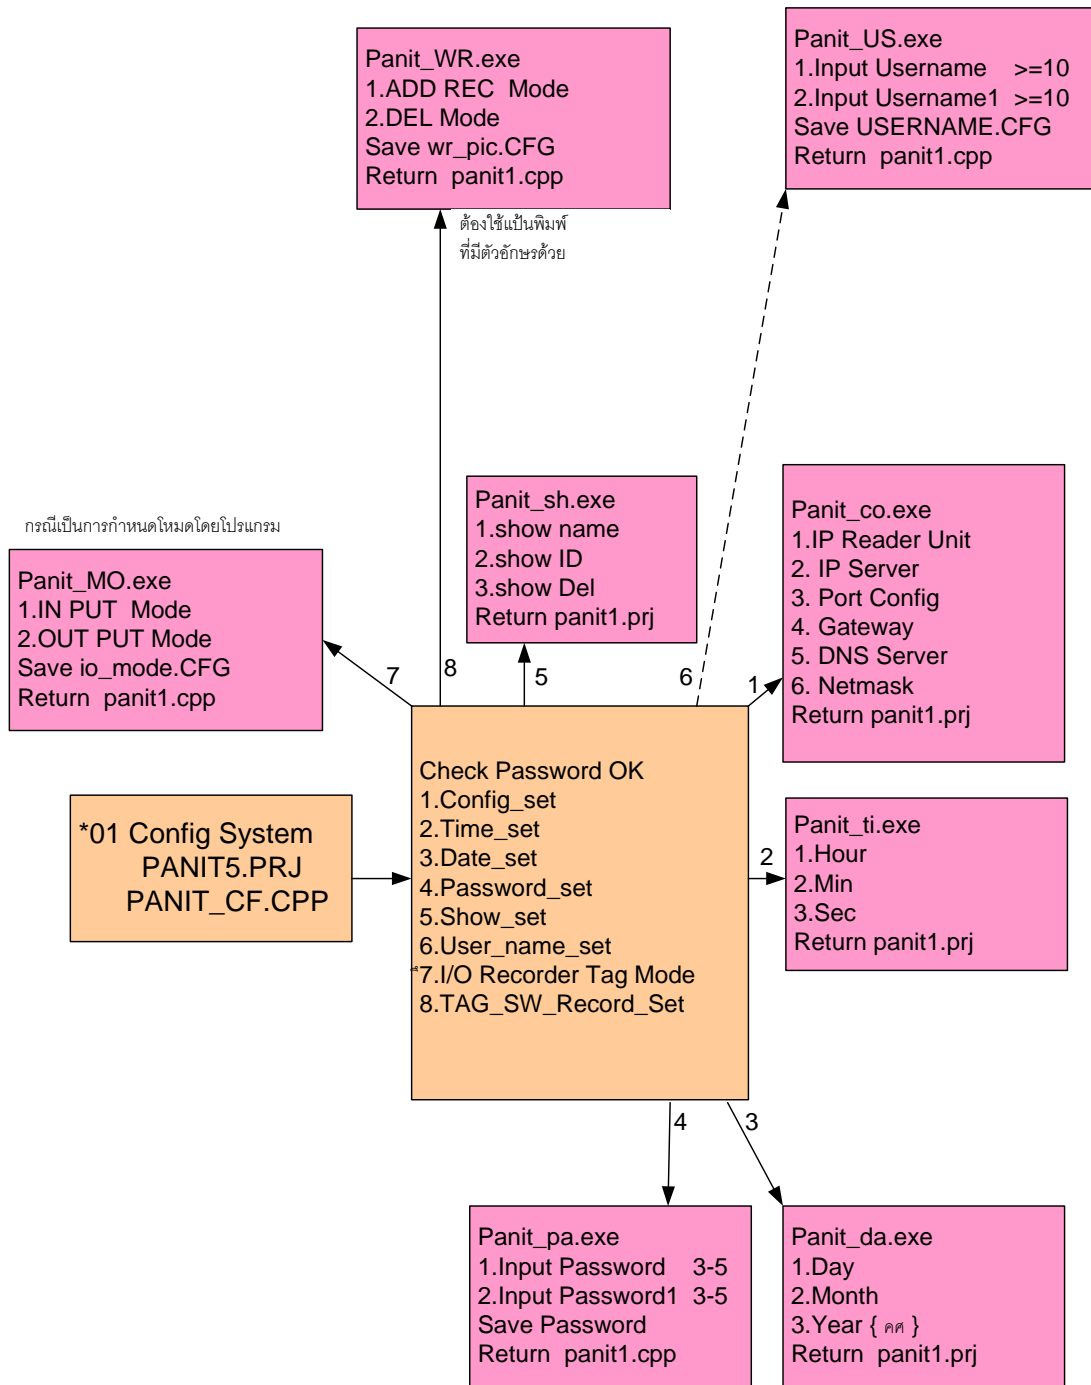 Panit_WR.exe
1.ADD REC  Mode
2.DEL Mode
Save wr_pic.CFG
Return  panit1.cpp
Panit_US.exe
1.Input Username   >=10
2.Input Username1  >=10
Save USERNAME.CFG
Return  panit1.cpp
ต้องใช้แป้นพิมพ์
ที่มีตัวอักษรด้วย
กรณีเป็นการกำหนดโหมดโดยโปรแกรม
Panit_MO.exe
1.IN PUT  Mode
2.OUT PUT Mode
Save io_mode.CFG
Return  panit1.cpp
Panit_sh.exe
1.show name
2.show ID
3.show Del
Return panit1.prj
Panit_co.exe
1.IP Reader Unit
2. IP Server
3. Port Config
4. Gateway
5. DNS Server
6. Netmask
Return panit1.prj
7
8
5
6
1
*01 Config System
PANIT5.PRJ
PANIT_CF.CPP
Check Password OK
1.Config_set
2.Time_set
3.Date_set
4.Password_set
5.Show_set
6.User_name_set
7.I/O Recorder Tag Mode
8.TAG_SW_Record_Set
2
Panit_ti.exe
1.Hour
2.Min
3.Sec
Return panit1.prj
4
3
Panit_pa.exe
1.Input Password   3-5
2.Input Password1  3-5
Save Password
Return  panit1.cpp
Panit_da.exe
1.Day
2.Month
3.Year { คศ }
Return  panit1.prj